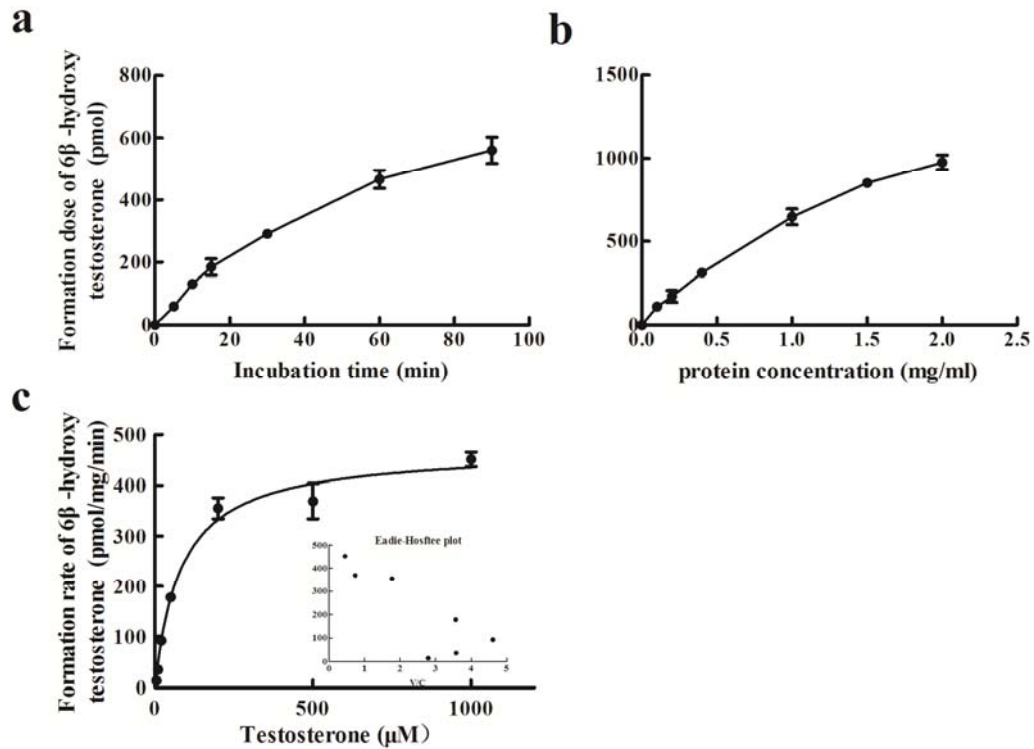 a
Formation dose of 6β -hydroxy
testosterone (pmol)
800
600
400
200
0
0 20 40 60 80 100
Incubation time (min)
b
1500
1000
500
0
0.0 0.5 1.0 1.5 2.0 2.5
protein concentration (mg/ml)
c
Formation rate of 6β -hydroxy
testosterone (pmol/mg/min)
500
400
300
200
100
0
0 500 1000
Testosterone (μM）
Eadie-Hosftee plot
500
400
300
200
100
0
0 1 2 3 4 5
V/C